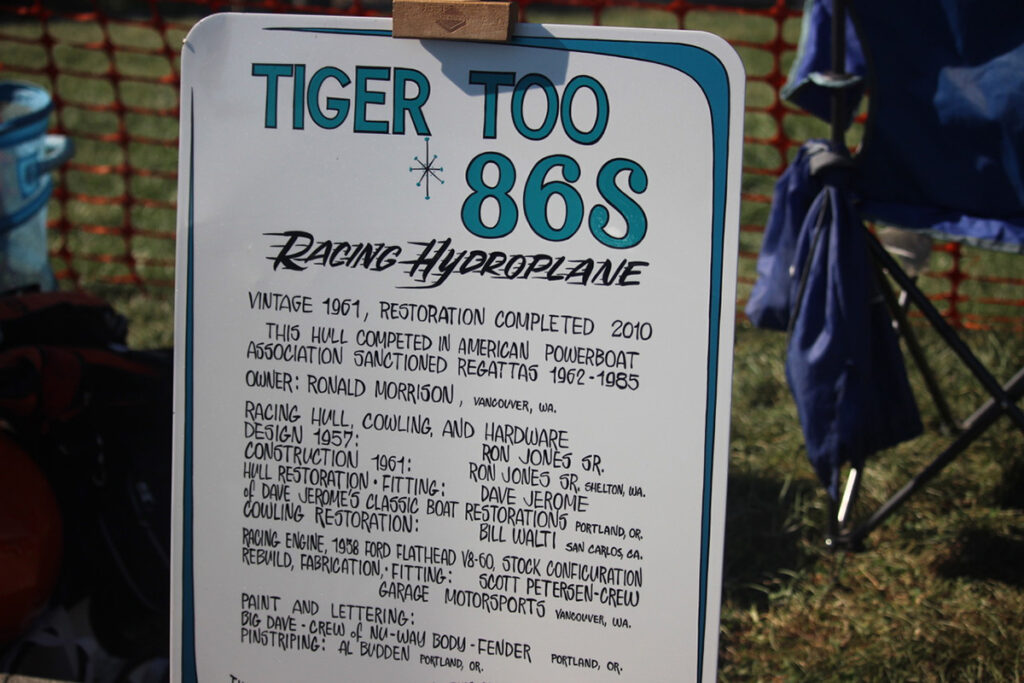 TIGER TOO
86S
RACING HYDROPLANE
VINTAGE 1961, RESTORATION COMPLETED 2010
THIS HULL COMPETED IN AMERICAN POWERBOAT
ASSOCIATION SANCTIONED REGATTAS 1962-1985
OWNER: RONALD MORRISON, VANCOUVER, WA.
RACING HULL, COWLING, AND HARDWARE
DESIGN 1957: RON JONES SR.
CONSTRUCTION 1961: RON JONES SR. SHELTON, WA.
HULL RESTORATION · FITTING: DAVE JEROME
of DAVE JEROME'S CLASSIC BOAT RESTORATIONS PORTLAND, OR.
COWLING RESTORATION: BILL WALTI SAN CARLOS, CA.
RACING ENGINE, 1958 FORD FLATHEAD V8-60, STOCK CONFIGURATION
REBUILD, FABRICATION, · FITTING: SCOTT PETERSEN-CREW
GARAGE MOTORSPORTS VANCOUVER, WA.
PAINT AND LETTERING:
BIG DAVE - CREW of NU-WAY BODY - FENDER PORTLAND, OR.
PINSTRIPING: AL BUDDEN PORTLAND, OR.